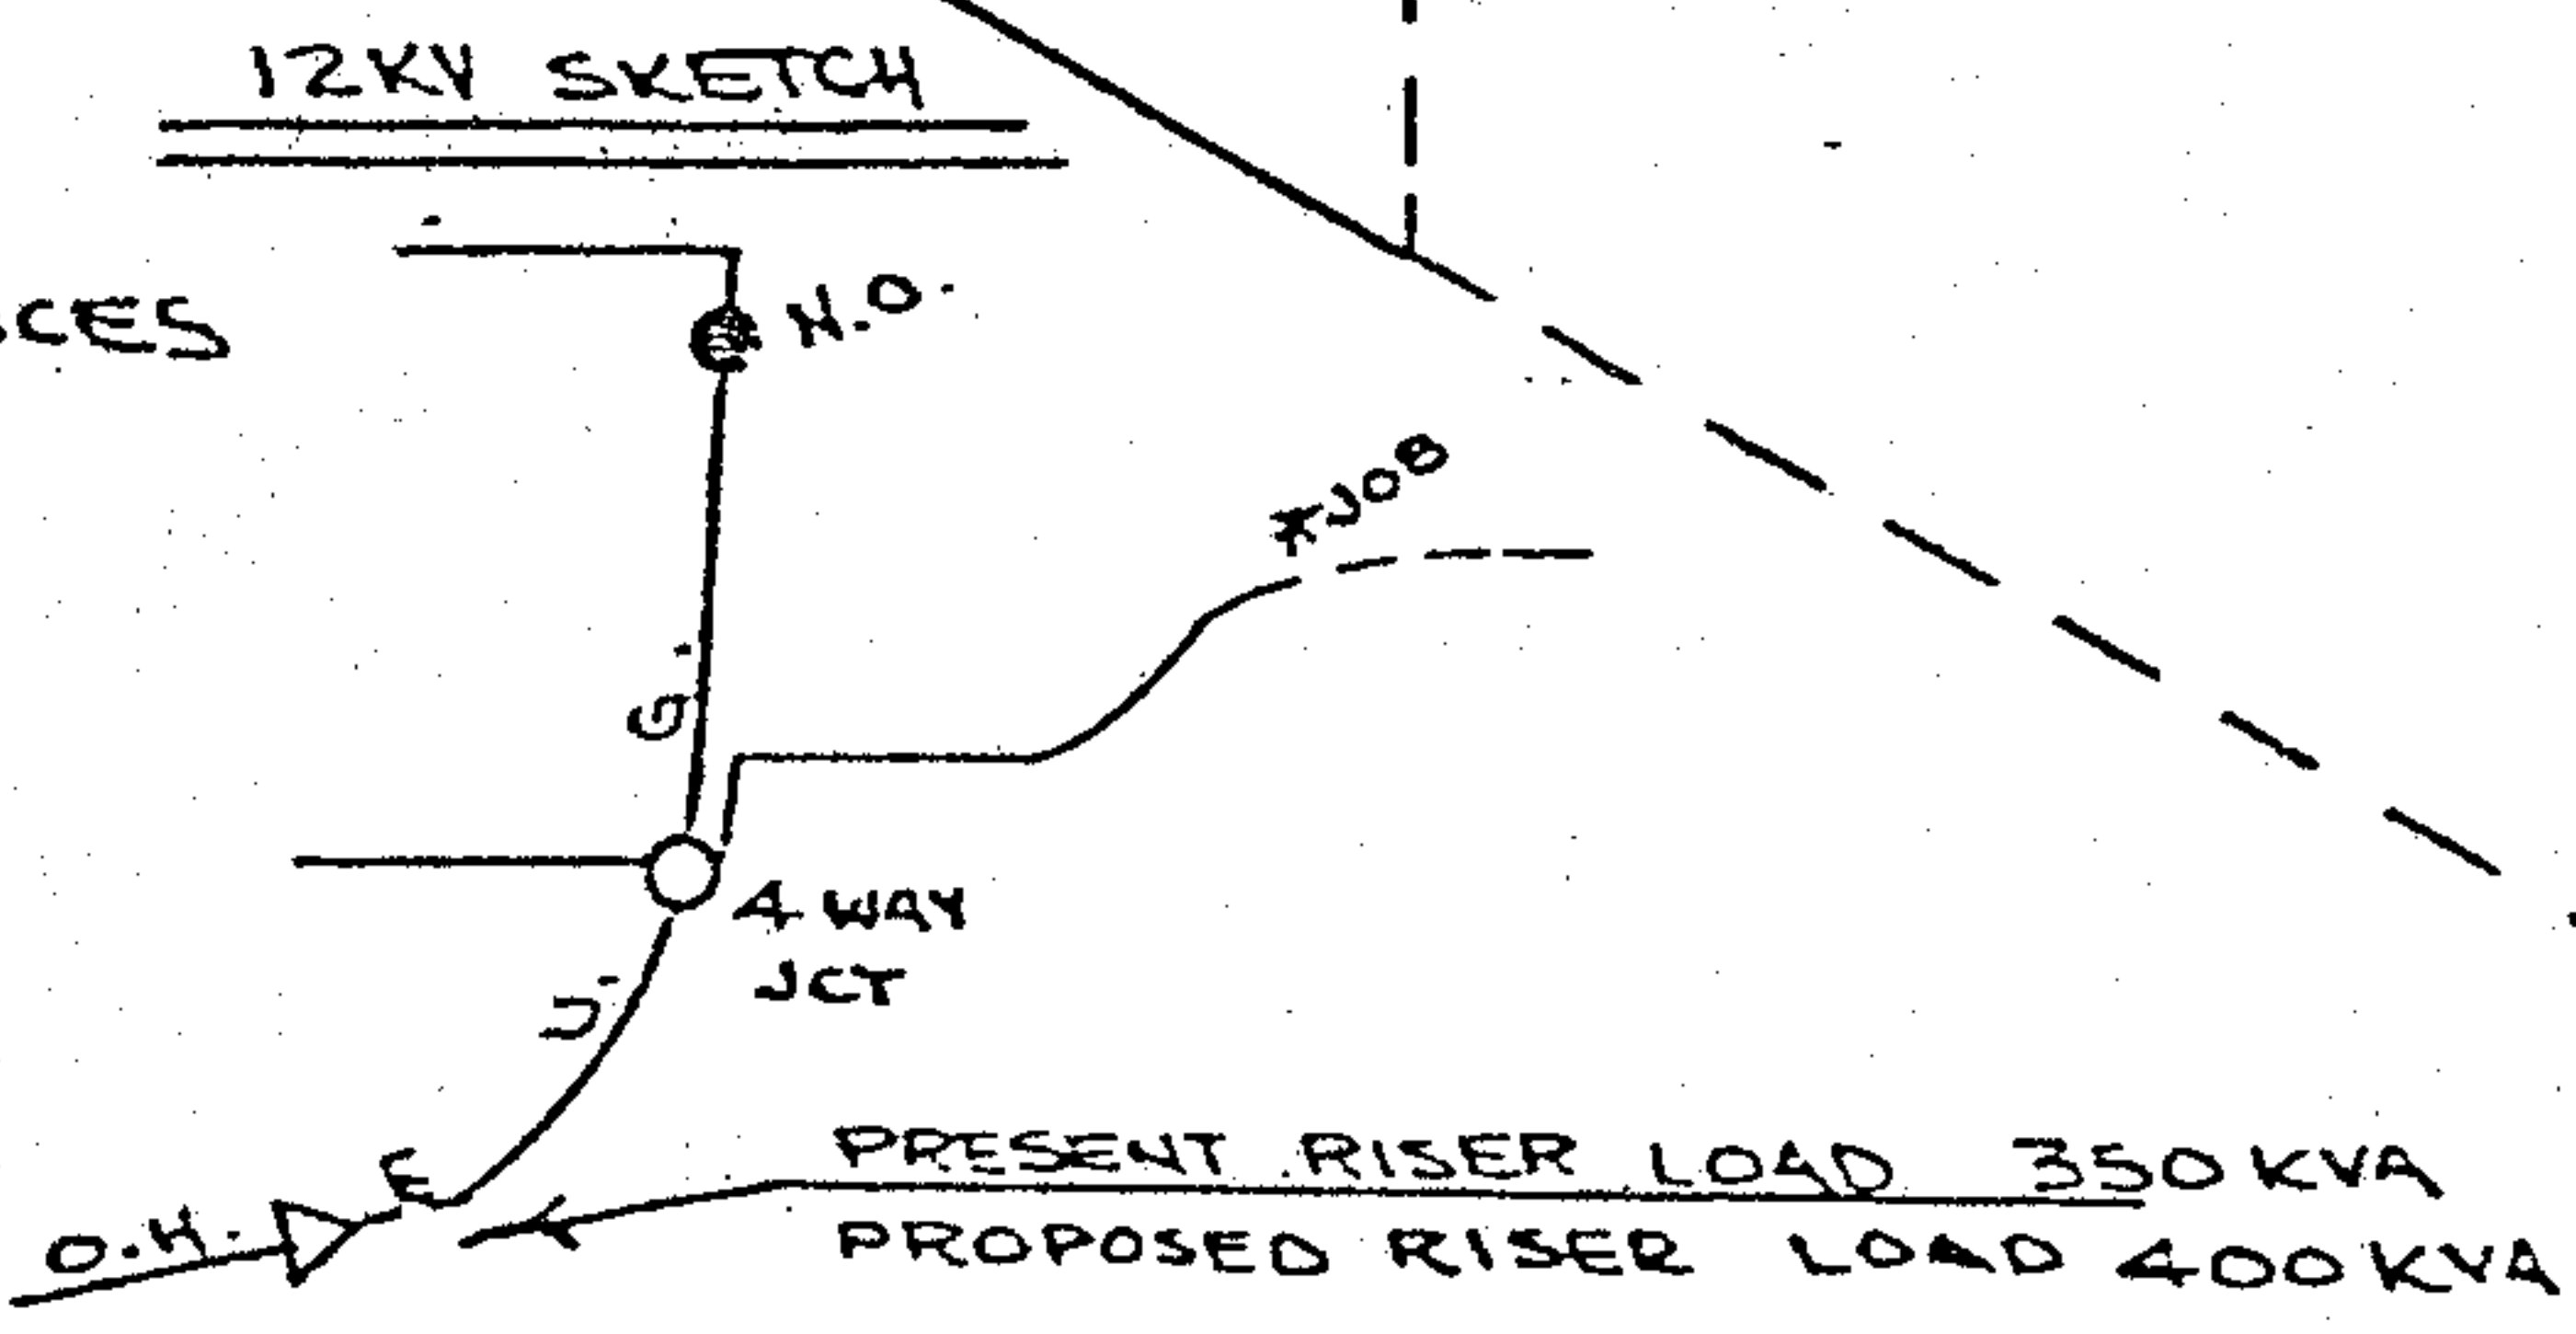 12KV SKETCH
CES
N.O.
*JOB
G.
4 WAY
JCT
U.
O.H.
PRESENT RISER LOAD 350 KVA
PROPOSED RISER LOAD 400 KVA